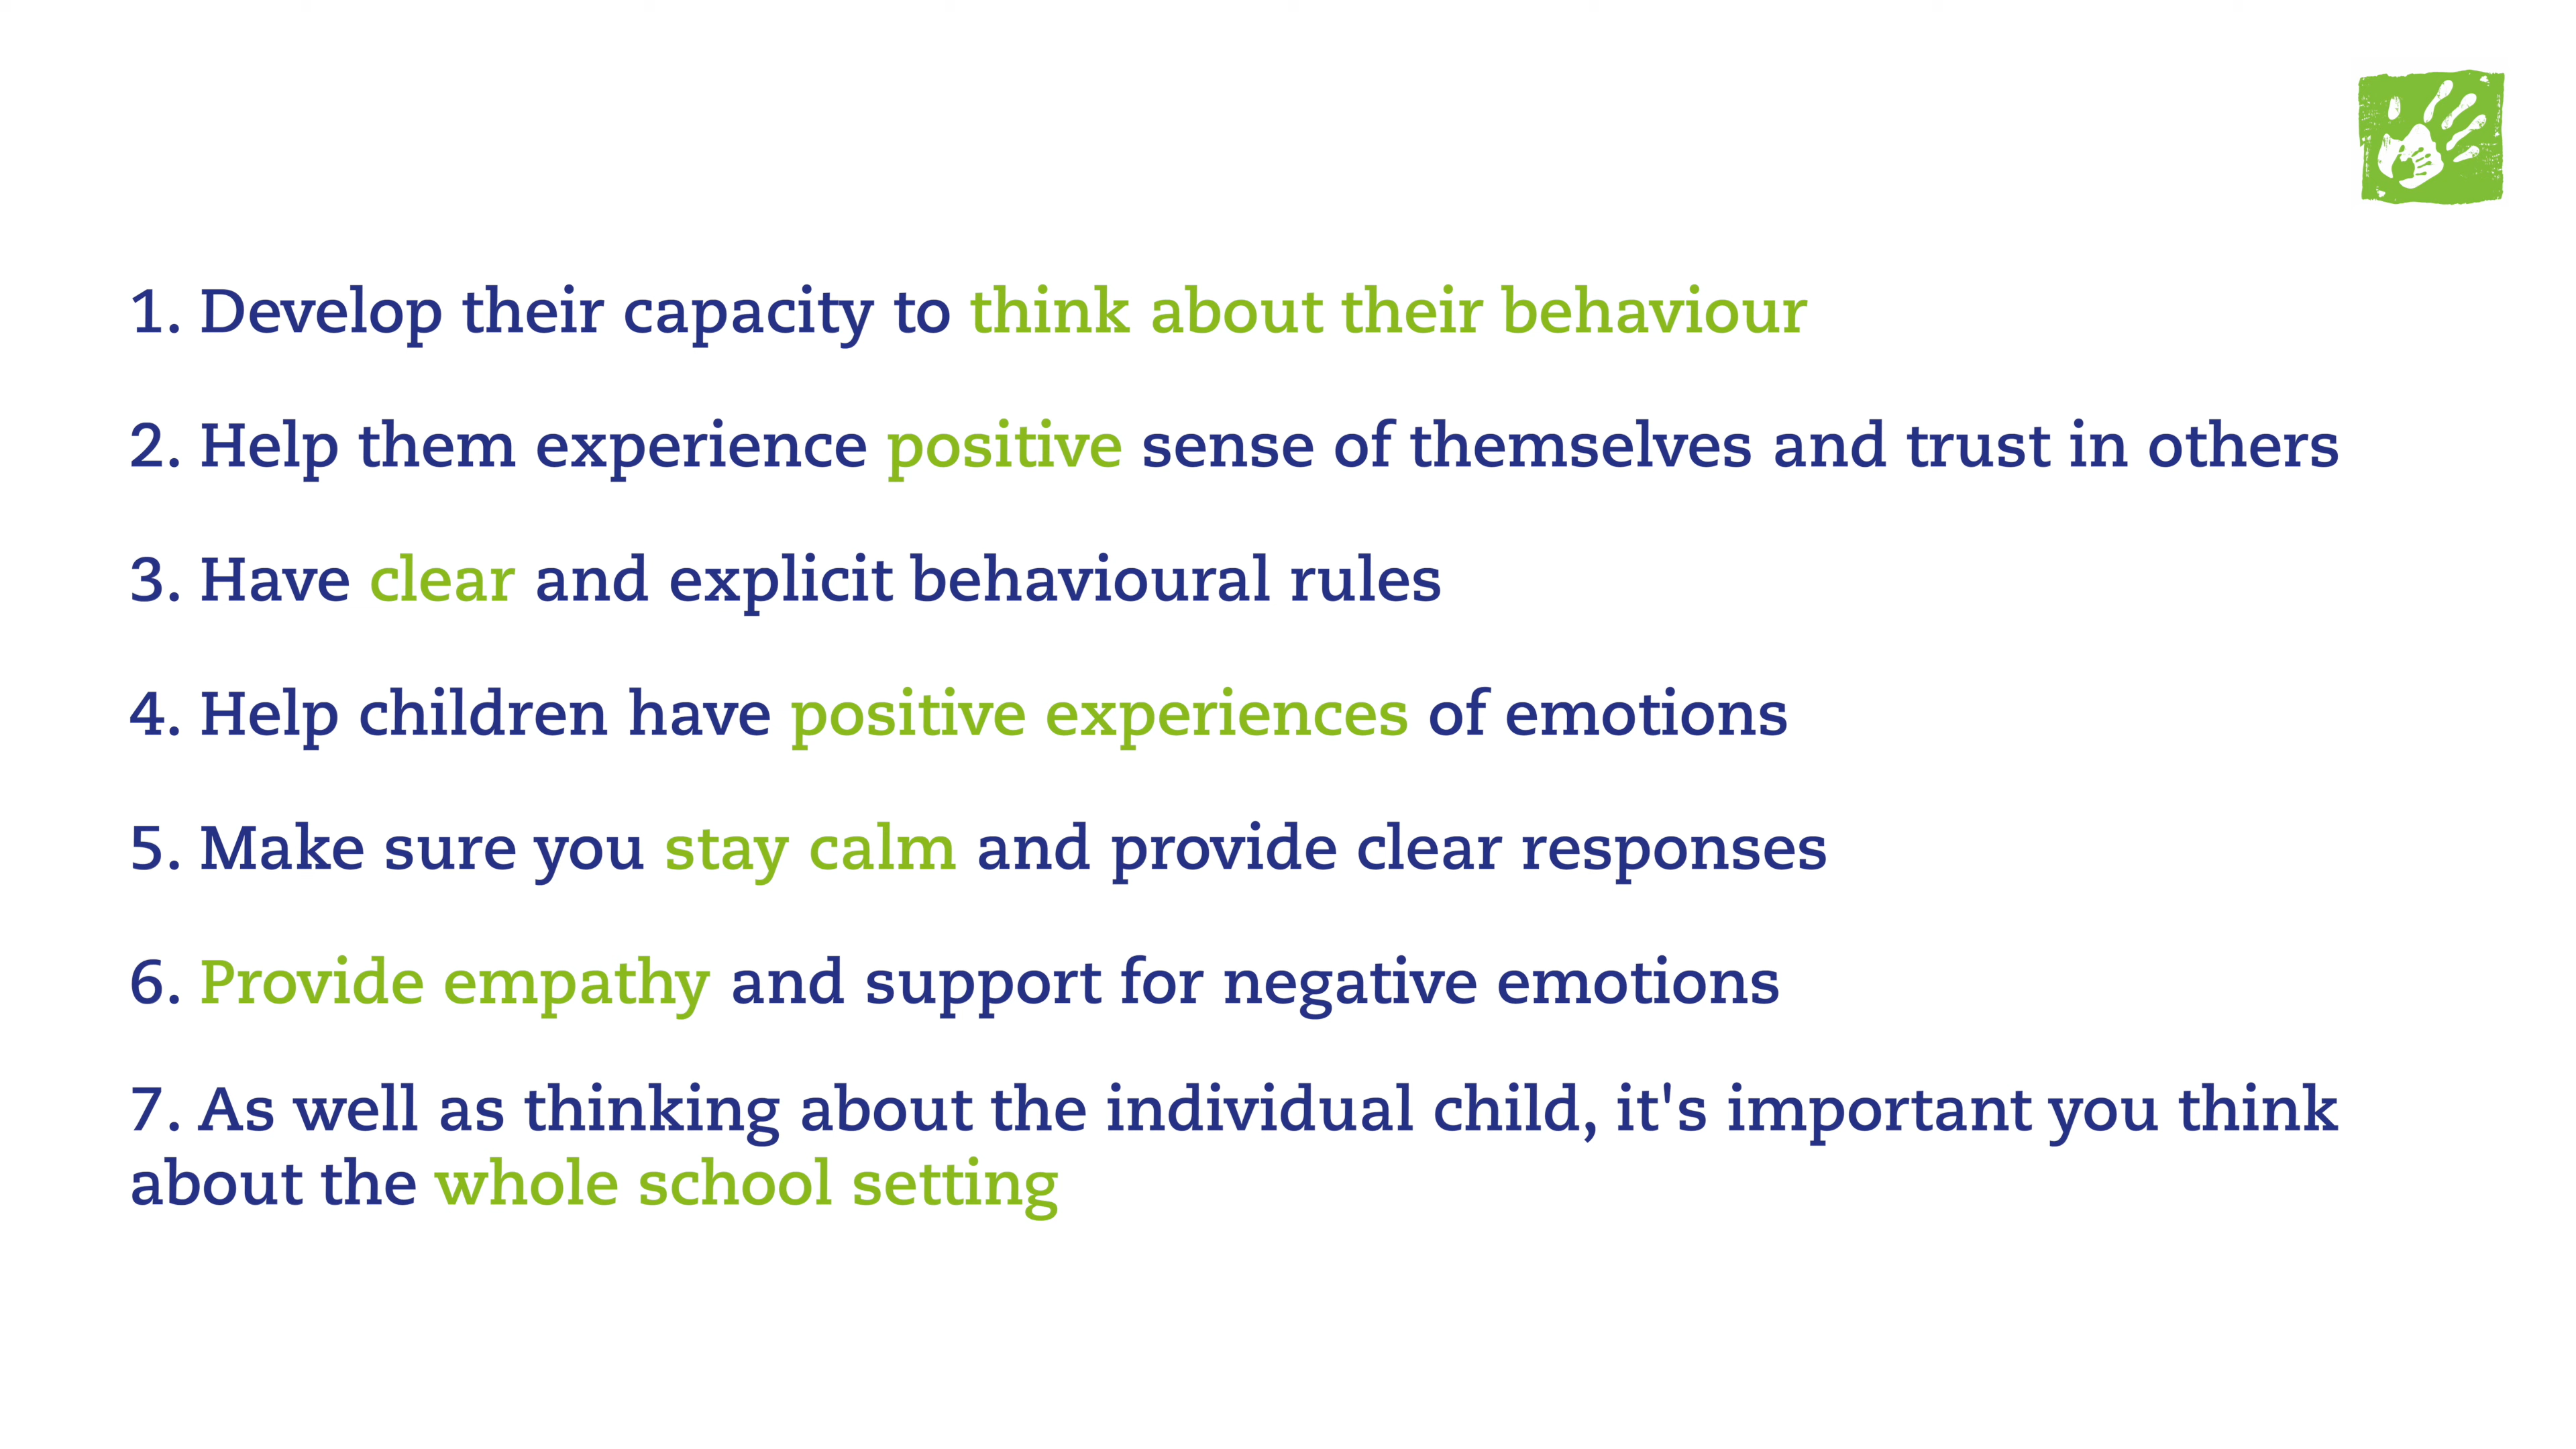 1. Develop their capacity to think about their behaviour
2. Help them experience positive sense of themselves and trust in others
3. Have clear and explicit behavioural rules
4. Help children have positive experiences of emotions
5. Make sure you stay calm and provide clear responses
6. Provide empathy and support for negative emotions
7. As well as thinking about the individual child, it's important you think
about the whole school setting